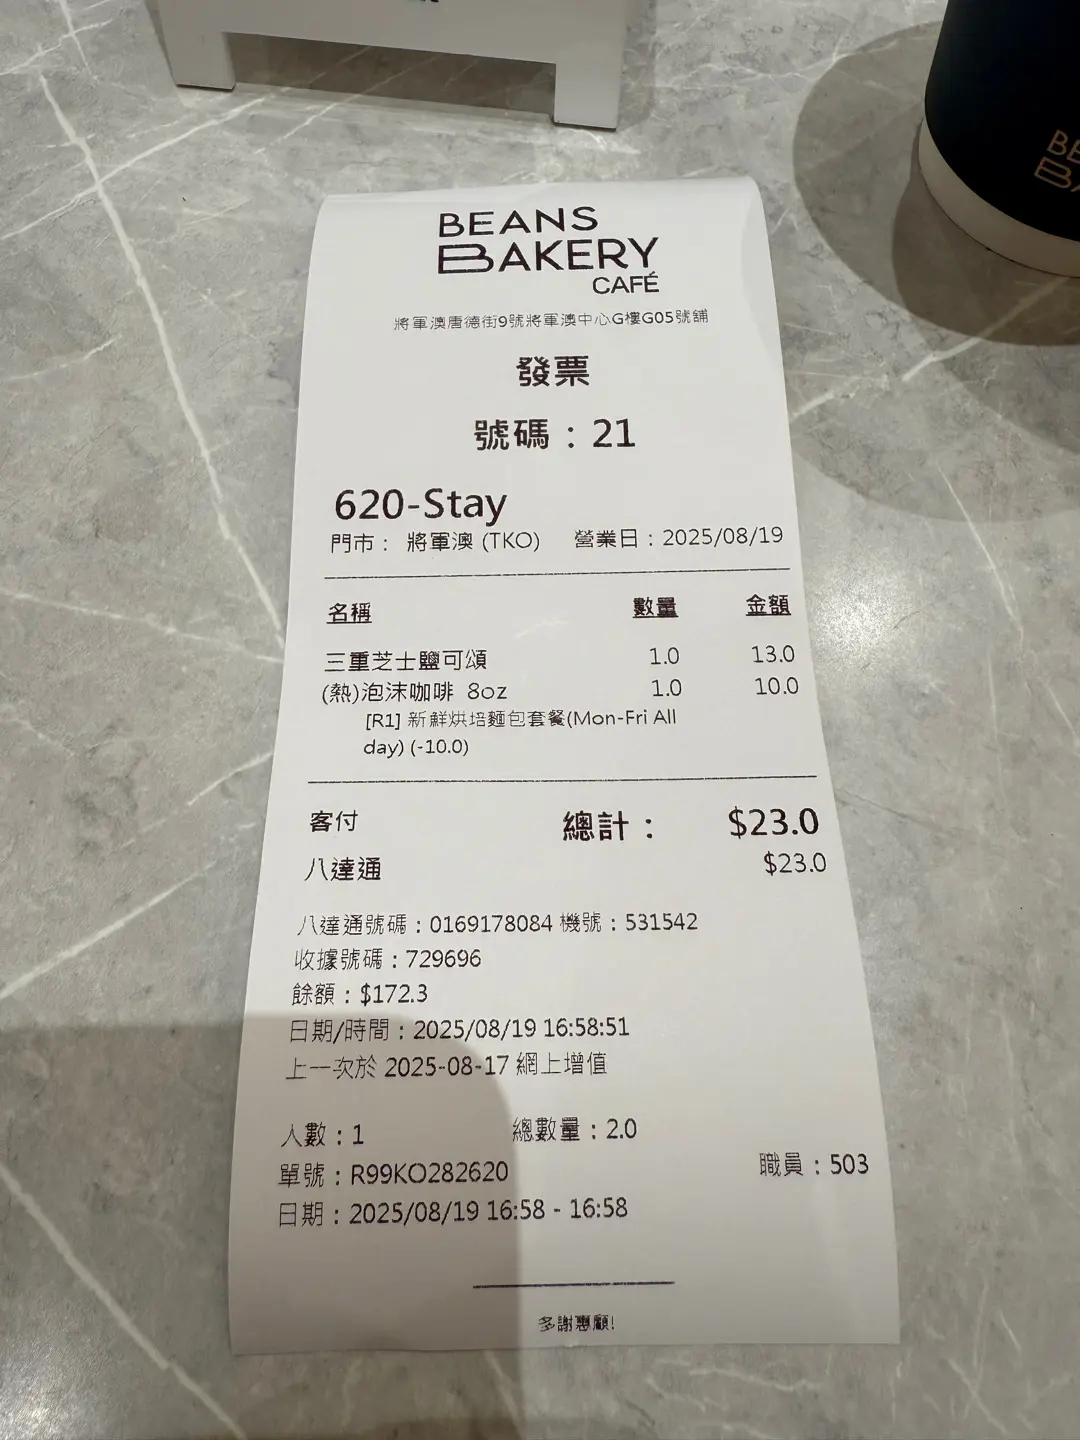 BEANS
BAKERY
CAFÉ
將軍澳唐德街9號將軍澳中心G樓G05號舖
發票
號碼：21
620-Stay
門市： 將軍澳 (TKO) 營業日：2025/08/19
名稱 數量 金額
三重芝士鹽可頌 1.0 13.0
(熱)泡沫咖啡 8oz 1.0 10.0
[R1] 新鮮烘培麵包套餐(Mon-Fri All
day) (-10.0)
客付 總計： $23.0
八達通 $23.0
八達通號碼：0169178084 機號：531542
收據號碼：729696
餘額：$172.3
日期/時間：2025/08/19 16:58:51
上一次於 2025-08-17 網上增值
人數：1 總數量：2.0
單號：R99KO282620 職員：503
日期：2025/08/19 16:58 - 16:58
多謝惠顧!